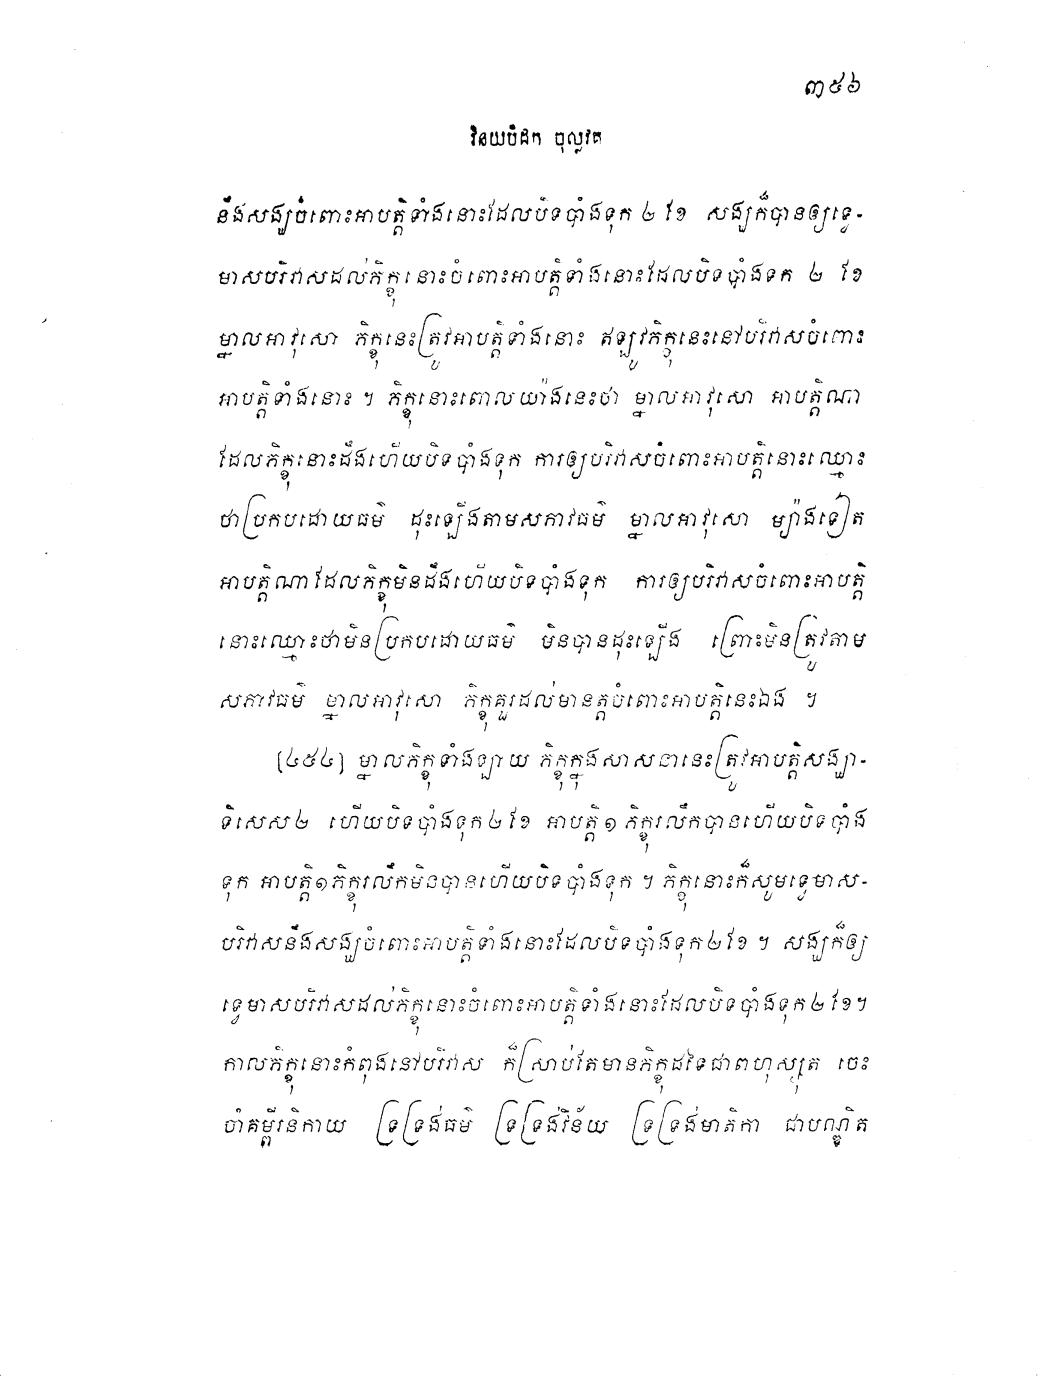 ៣៥៦
វិនយបិដក ចុល្លវគ្គ
នឹងសង្ឃចំពោះអាបត្តិទាំងនោះដែលបិទបាំងទុក ២ ខែ សង្ឃក៏បានឲ្យទ្វេ-
មាសបរិវាសដល់ភិក្ខុនោះចំពោះអាបត្តិទាំងនោះដែលបិទបាំងទុក ២ ខែ
ម្នាលអាវុសោ ភិក្ខុនេះត្រូវអាបត្តិទាំងនោះ ឥឡូវភិក្ខុនេះនៅបរិវាសចំពោះ
អាបត្តិទាំងនោះ ។ ភិក្ខុនោះពោលយ៉ាងនេះថា ម្នាលអាវុសោ អាបត្តិណា
ដែលភិក្ខុនោះដឹងហើយបិទបាំងទុក ការឲ្យបរិវាសចំពោះអាបត្តិនោះឈ្មោះ
ថាប្រកបដោយធម៌ ដុះឡើងតាមសភាវធម៌ ម្នាលអាវុសោ ម្យ៉ាងទៀត
អាបត្តិណាដែលភិក្ខុមិនដឹងហើយបិទបាំងទុក ការឲ្យបរិវាសចំពោះអាបត្តិ
នោះឈ្មោះថាមិនប្រកបដោយធម៌ មិនបានដុះឡើង ព្រោះមិនត្រូវតាម
សភាវធម៌ ម្នាលអាវុសោ ភិក្ខុគួរដល់មានត្តចំពោះអាបត្តិនេះឯង ។
[៤៥៤] ម្នាលភិក្ខុទាំងឡាយ ភិក្ខុក្នុងសាសនានេះត្រូវអាបត្តិសង្ឃា-
ទិសេស២ ហើយបិទបាំងទុក២ខែ អាបត្តិ១ភិក្ខុរលឹកបានហើយបិទបាំង
ទុក អាបត្តិ១ភិក្ខុរលឹកមិនបានហើយបិទបាំងទុក ។ ភិក្ខុនោះក៏សូមទ្វេមាស-
បរិវាសនឹងសង្ឃចំពោះអាបត្តិទាំងនោះដែលបិទបាំងទុក២ខែ ។ សង្ឃក៏ឲ្យ
ទ្វេមាសបរិវាសដល់ភិក្ខុនោះចំពោះអាបត្តិទាំងនោះដែលបិទបាំងទុក២ខែ។
កាលភិក្ខុនោះកំពុងនៅបរិវាស ក៏ស្រាប់តែមានភិក្ខុដទៃជាពហុស្សុត ចេះ
ចាំគម្ពីរនិកាយ ទ្រទ្រង់ធម៌ ទ្រទ្រង់វិន័យ ទ្រទ្រង់មាតិកា ជាបណ្ឌិត